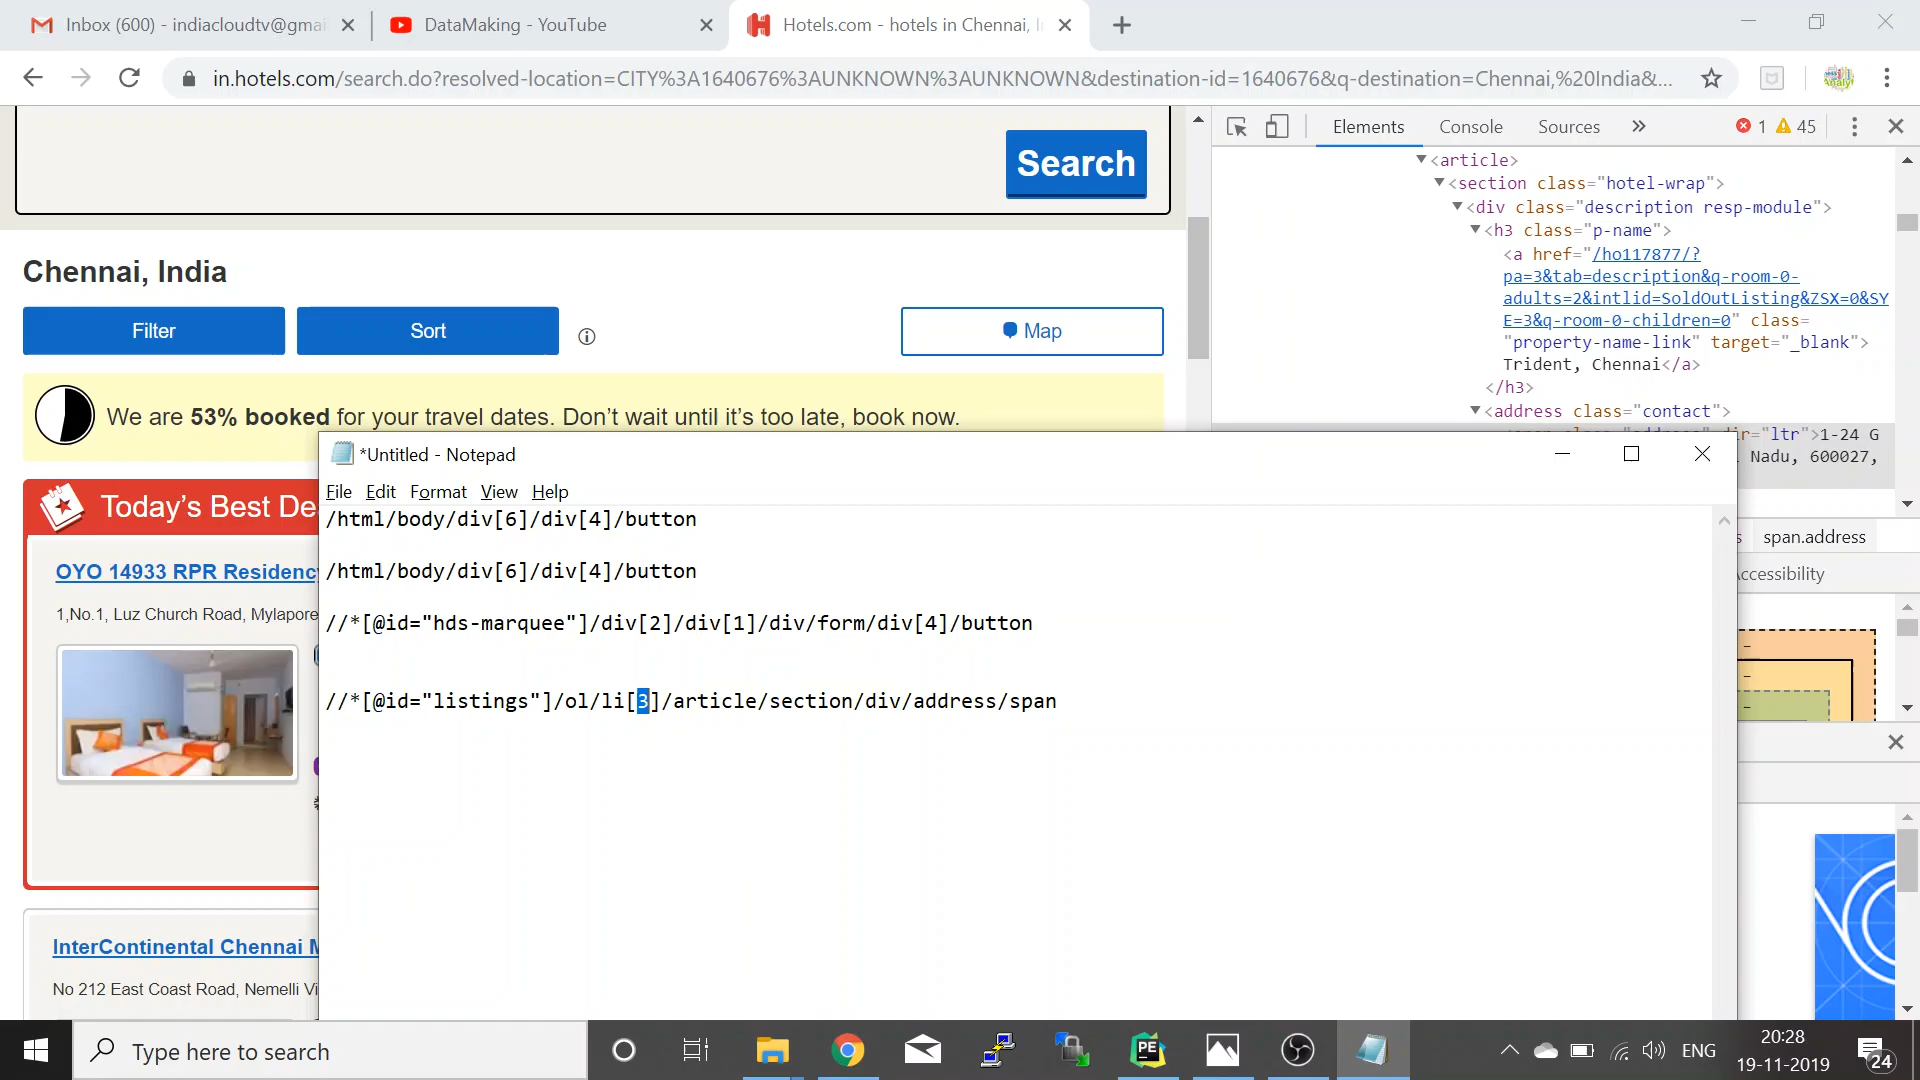 Inbox (600) - indiacloudtv@gmai
DataMaking - YouTube
Hotels.com - hotels in Chennai, I
in.hotels.com/search.do?resolved-location=CITY%3A1640676%3AUNKNOWN%3AUNKNOWN&destination-id=1640676&q-destination=Chennai,%20India&...
Search
Chennai, India
Filter
Sort
Map
We are 53% booked for your travel dates. Don’t wait until it’s too late, book now.
Today’s Best De
OYO 14933 RPR Residency
1,No.1, Luz Church Road, Mylapore
InterContinental Chennai M
No 212 East Coast Road, Nemelli Vi
Elements Console Sources » 1 45
<article>
<section class="hotel-wrap">
<div class="description resp-module">
<h3 class="p-name">
<a href="/ho117877/?
pa=3&tab=description&q-room-0-
adults=2&intlid=SoldOutListing&ZSX=0&SY
E=3&q-room-0-children=0" class=
"property-name-link" target="_blank">
Trident, Chennai</a>
</h3>
<address class="contact">
dir="ltr">1-24 G
Nadu, 600027,
s span.address
Accessibility
*Untitled - Notepad
File Edit Format View Help
/html/body/div[6]/div[4]/button
/html/body/div[6]/div[4]/button
//*[@id="hds-marquee"]/div[2]/div[1]/div/form/div[4]/button
//*[@id="listings"]/ol/li[3]/article/section/div/address/span
Type here to search
PE
ENG
20:28
19-11-2019
24